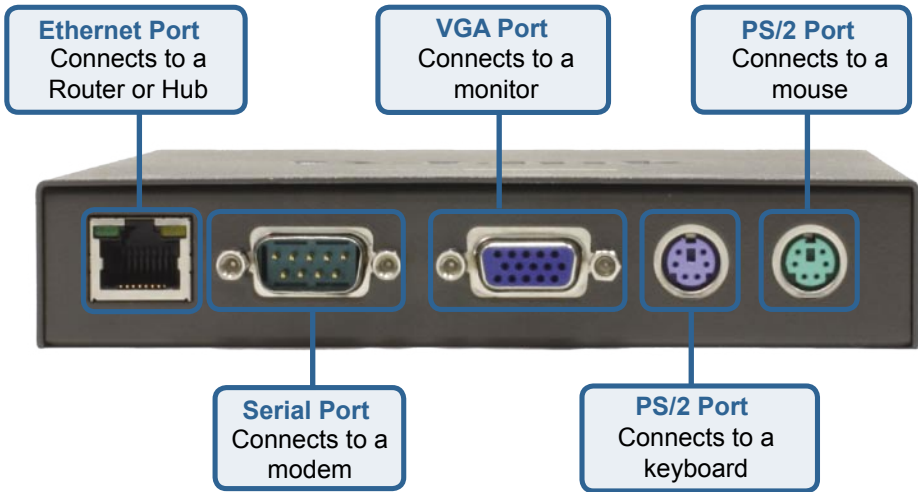 Ethernet Port
Connects to a
Router or Hub
VGA Port
Connects to a
monitor
PS/2 Port
Connects to a
mouse
Serial Port
Connects to a
modem
PS/2 Port
Connects to a
keyboard